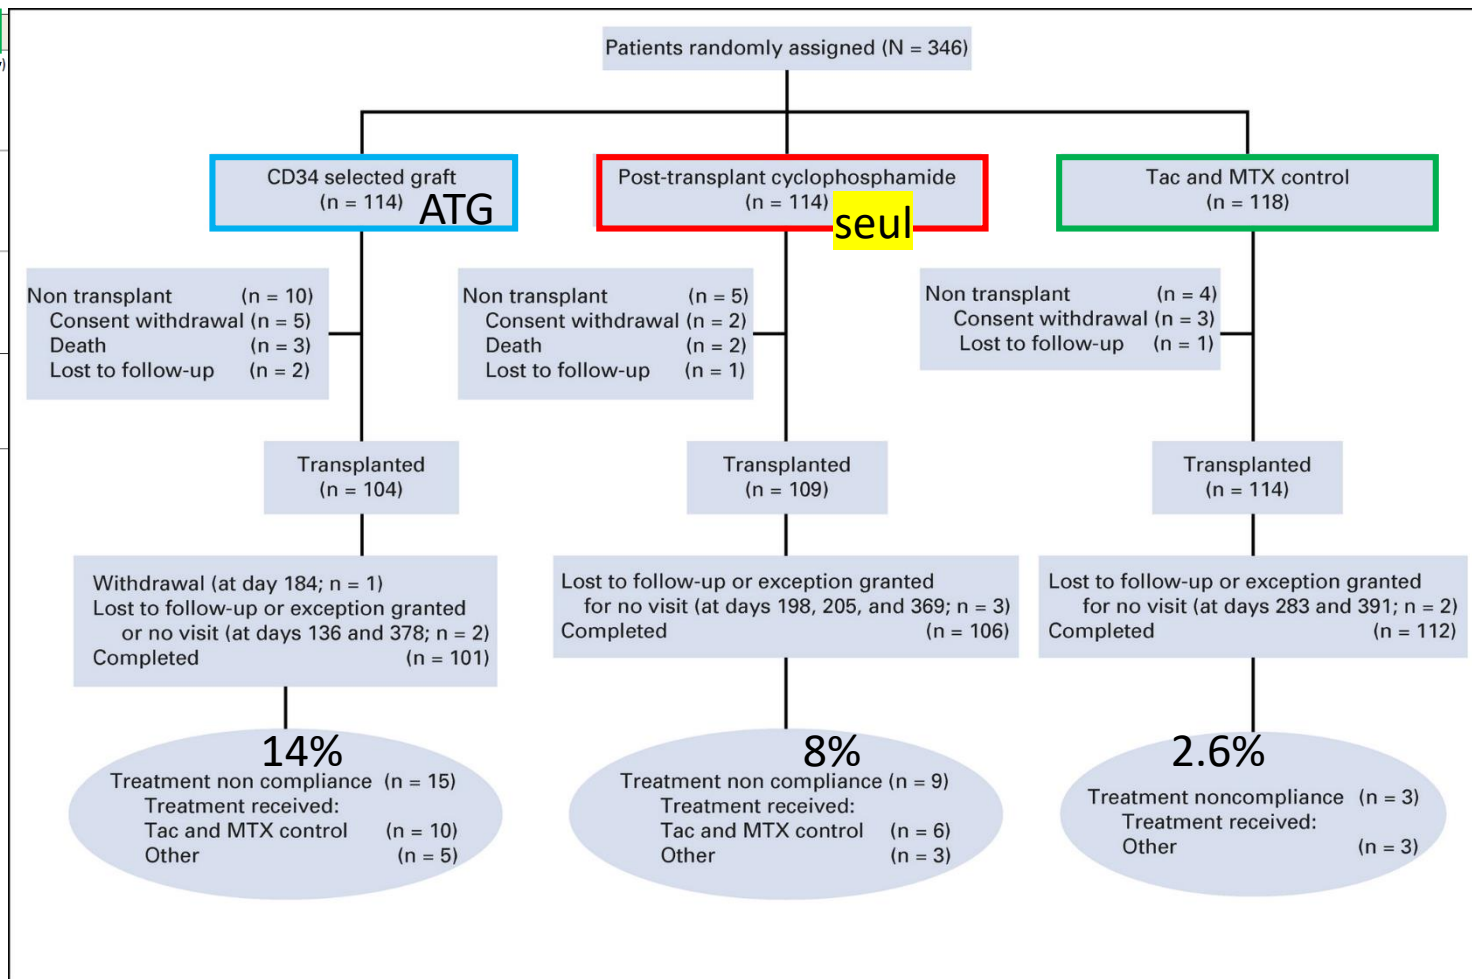 Patients randomly assigned (N = 346)
CD34 selected graft
(n = 114) ATG
Post-transplant cyclophosphamide
(n = 114)
seul
Tac and MTX control
(n = 118)
Non transplant (n = 10)
Consent withdrawal (n = 5)
Death (n = 3)
Lost to follow-up (n = 2)
Non transplant (n = 5)
Consent withdrawal (n = 2)
Death (n = 2)
Lost to follow-up (n = 1)
Non transplant (n = 4)
Consent withdrawal (n = 3)
Lost to follow-up (n = 1)
Transplanted
(n = 104)
Transplanted
(n = 109)
Transplanted
(n = 114)
Withdrawal (at day 184; n = 1)
Lost to follow-up or exception granted
or no visit (at days 136 and 378; n = 2)
Completed (n = 101)
Lost to follow-up or exception granted
for no visit (at days 198, 205, and 369; n = 3)
Completed (n = 106)
Lost to follow-up or exception granted
for no visit (at days 283 and 391; n = 2)
Completed (n = 112)
14%
Treatment non compliance (n = 15)
Treatment received:
Tac and MTX control (n = 10)
Other (n = 5)
8%
Treatment non compliance (n = 9)
Treatment received:
Tac and MTX control (n = 6)
Other (n = 3)
2.6%
Treatment noncompliance (n = 3)
Treatment received:
Other (n = 3)